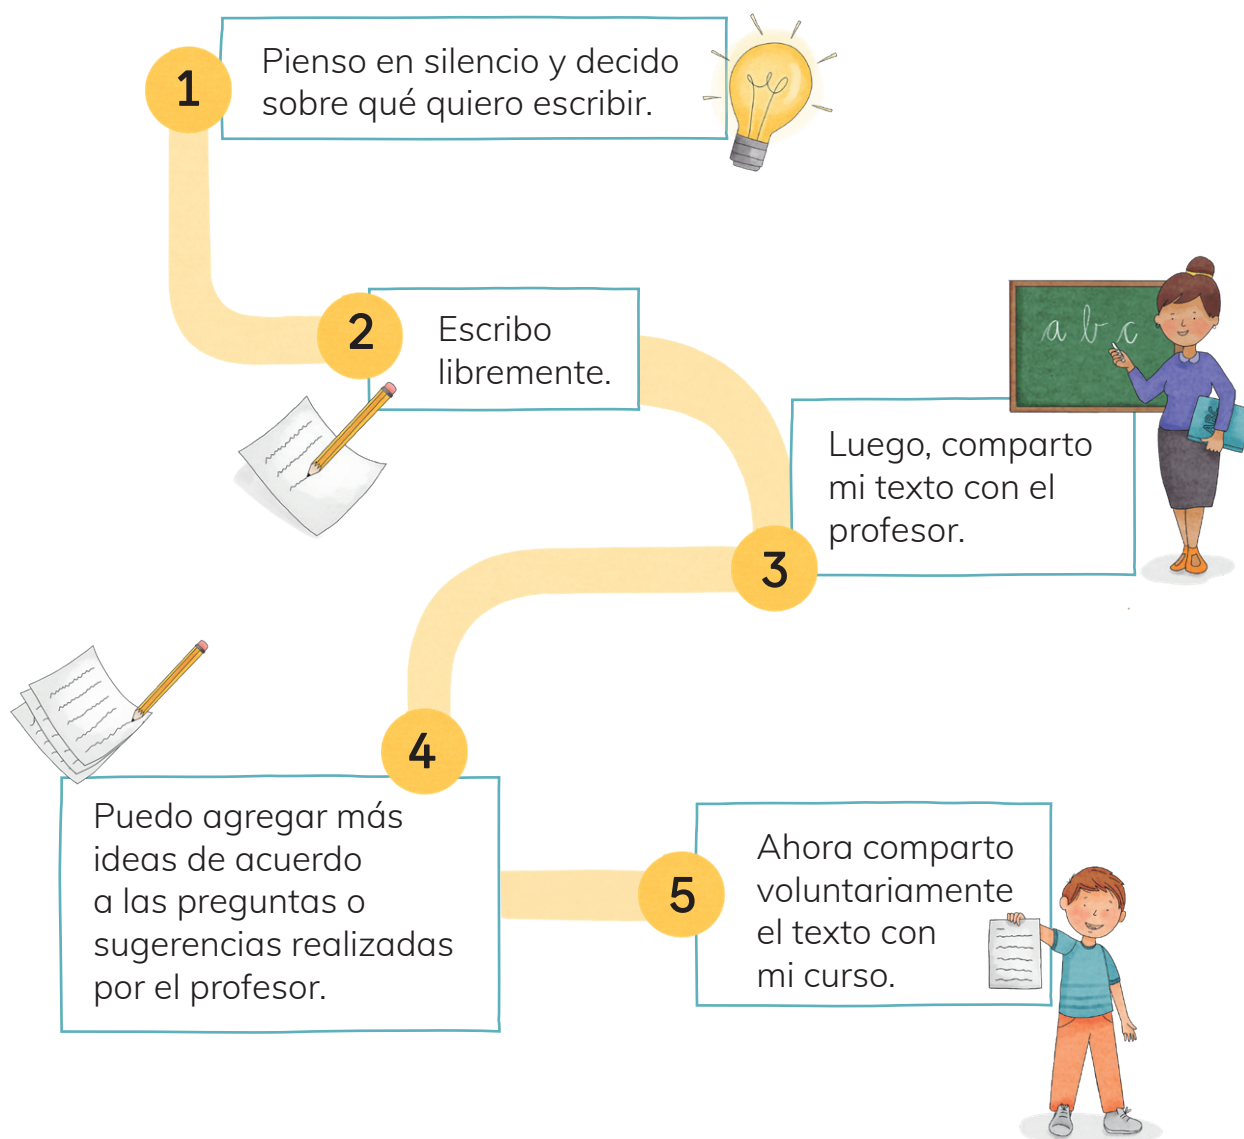 1
Pienso en silencio y decido
sobre qué quiero escribir.
2
Escribo
libremente.
a b c
3
Luego, comparto
mi texto con el
profesor.
4
Puedo agregar más
ideas de acuerdo
a las preguntas o
sugerencias realizadas
por el profesor.
5
Ahora comparto
voluntariamente
el texto con
mi curso.